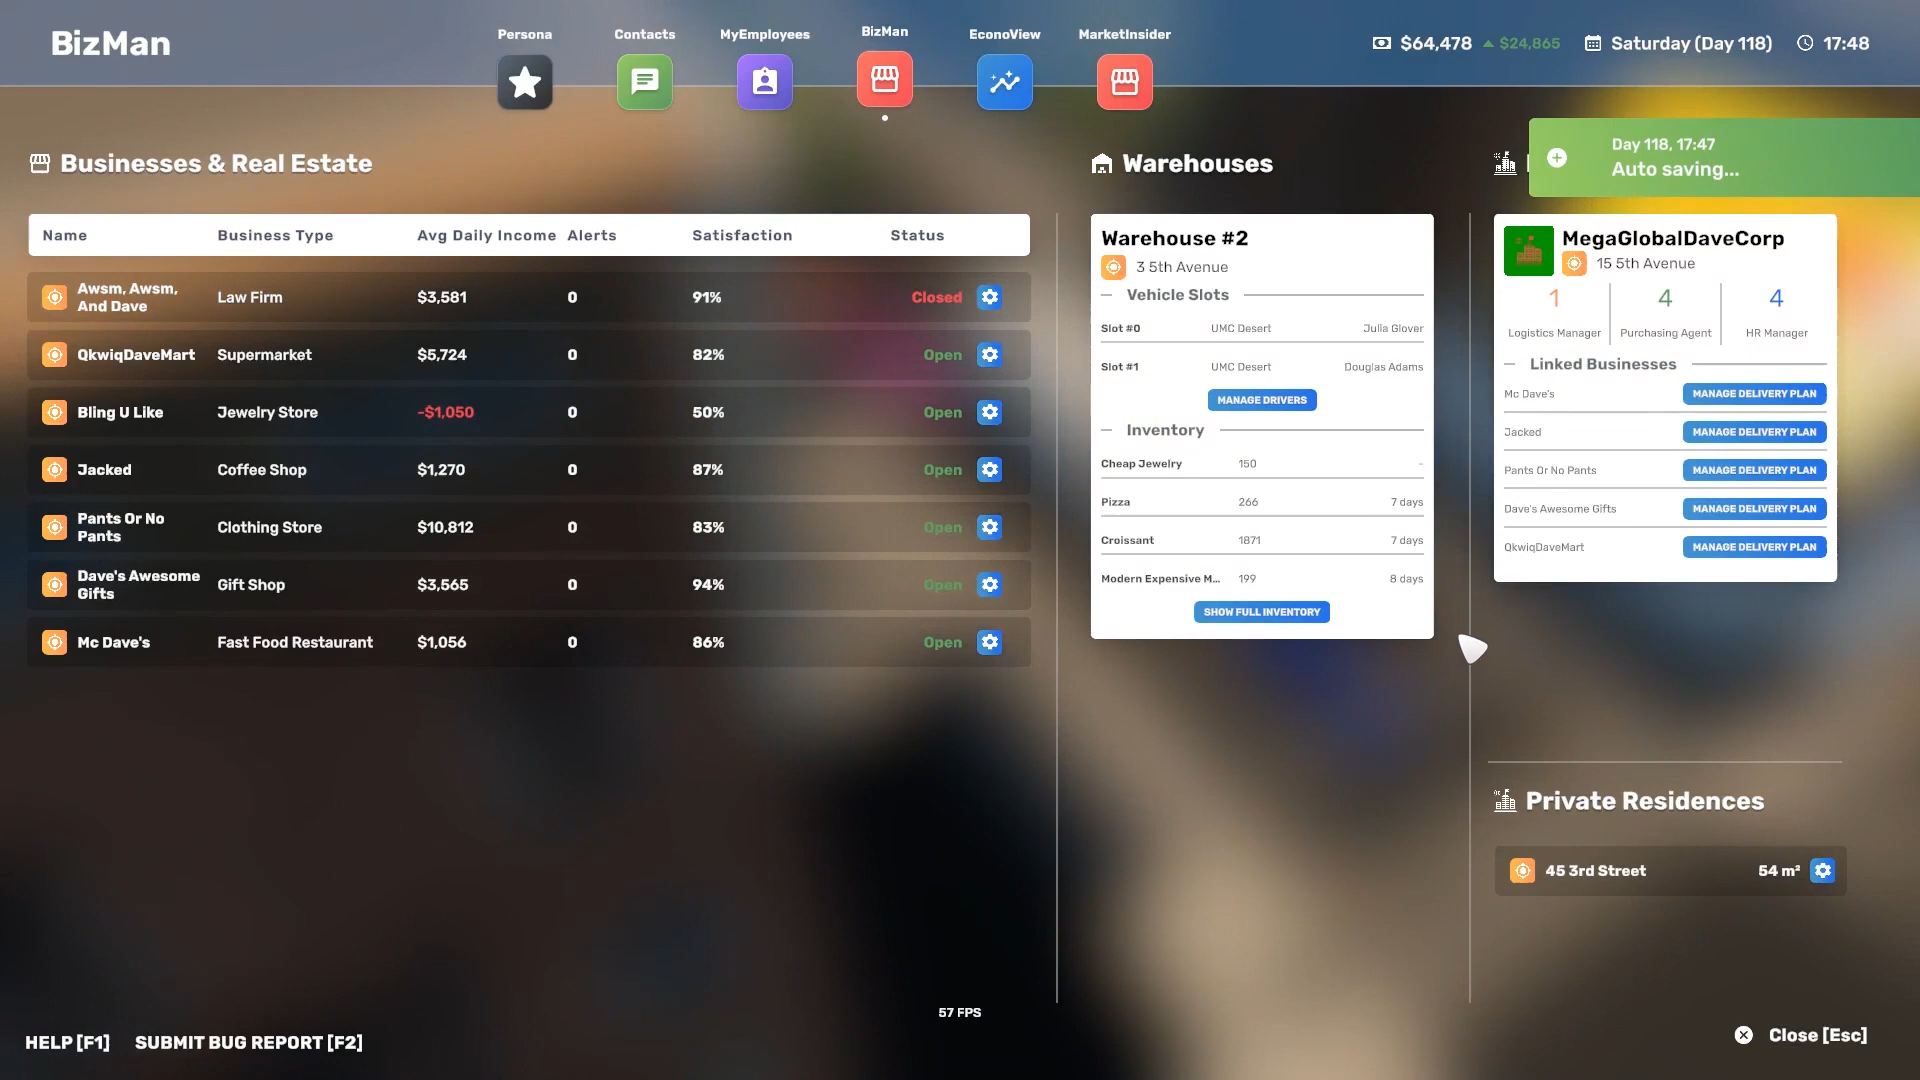 BizMan
Persona
Contacts
MyEmployees
BizMan
EconoView
MarketInsider
$64,478 $24,865 Saturday (Day 118) 17:48
Day 118, 17:47
Auto saving...
Businesses & Real Estate
Name Business Type Avg Daily Income Alerts Satisfaction Status
Awsm, Awsm, And Dave Law Firm $3,581 0 91% Closed
QkwiqDaveMart Supermarket $5,724 0 82% Open
Bling U Like Jewelry Store -$1,050 0 50% Open
Jacked Coffee Shop $1,270 0 87% Open
Pants Or No Pants Clothing Store $10,812 0 83% Open
Dave's Awesome Gifts Gift Shop $3,565 0 94% Open
Mc Dave's Fast Food Restaurant $1,056 0 86% Open
Warehouses
Warehouse #2
3 5th Avenue
Vehicle Slots
Slot #0 UMC Desert Julia Glover
Slot #1 UMC Desert Douglas Adams
MANAGE DRIVERS
Inventory
Cheap Jewelry 150 -
Pizza 266 7 days
Croissant 1871 7 days
Modern Expensive M... 199 8 days
SHOW FULL INVENTORY
MegaGlobalDaveCorp
15 5th Avenue
1 4 4
Logistics Manager Purchasing Agent HR Manager
Linked Businesses
Mc Dave's MANAGE DELIVERY PLAN
Jacked MANAGE DELIVERY PLAN
Pants Or No Pants MANAGE DELIVERY PLAN
Dave's Awesome Gifts MANAGE DELIVERY PLAN
QkwiqDaveMart MANAGE DELIVERY PLAN
Private Residences
45 3rd Street 54 m²
57 FPS
HELP [F1] SUBMIT BUG REPORT [F2]
Close [Esc]